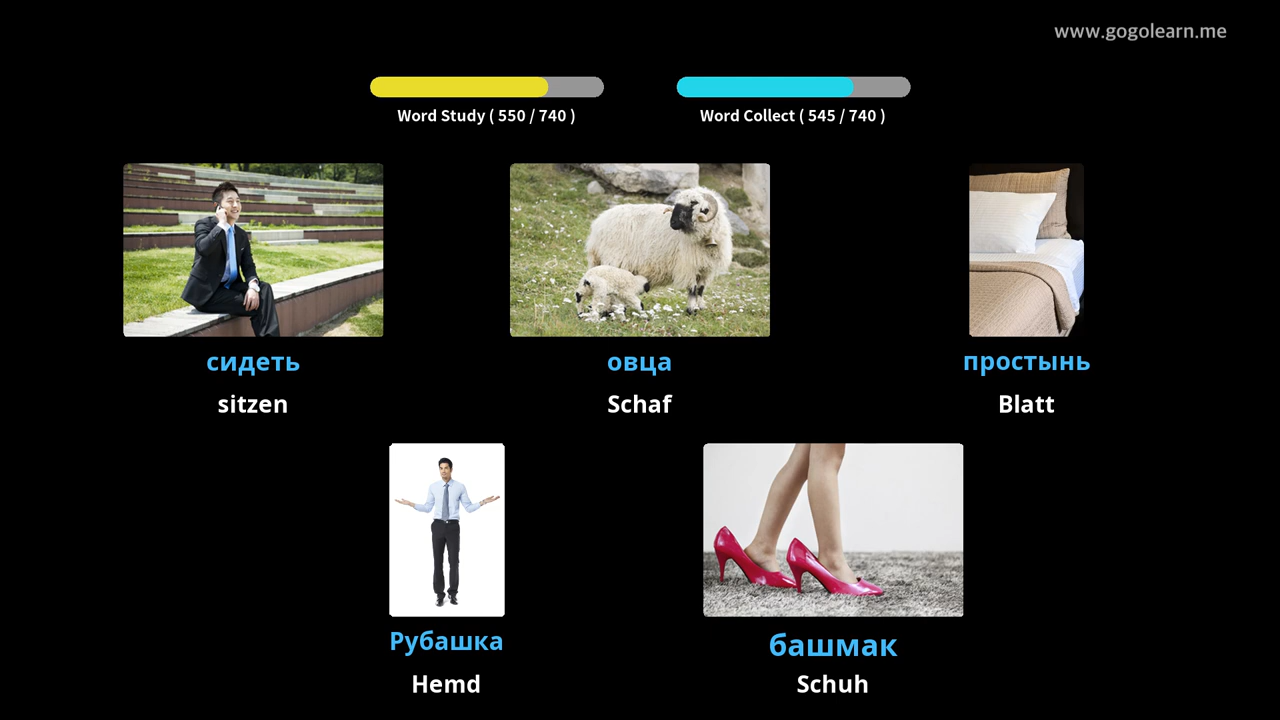 www.gogolearn.me
Word Study ( 550 / 740 )
Word Collect ( 545 / 740 )
сидеть
овца
простынь
sitzen
Schaf
Blatt
Рубашка
башмак
Hemd
Schuh